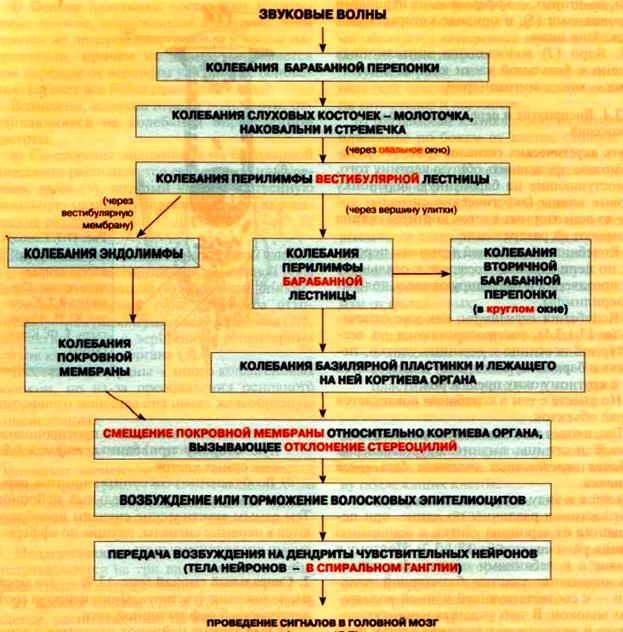 ЗВУКОВЫЕ ВОЛНЫ
КОЛЕБАНИЯ БАРАБАННОЙ ПЕРЕПОНКИ
КОЛЕБАНИЯ СЛУХОВЫХ КОСТОЧЕК – МОЛОТОЧКА,
НАКОВАЛЬНИ И СТРЕМЕЧКА
(через овальное окно)
КОЛЕБАНИЯ ПЕРИЛИМФЫ ВЕСТИБУЛЯРНОЙ ЛЕСТНИЦЫ
(через
вестибулярную
мембрану)
(через вершину улитки)
КОЛЕБАНИЯ ЭНДОЛИМФЫ
КОЛЕБАНИЯ
ПЕРИЛИМФЫ
БАРАБАННОЙ
ЛЕСТНИЦЫ
КОЛЕБАНИЯ
ВТОРИЧНОЙ
БАРАБАННОЙ
ПЕРЕПОНКИ
(в круглом окне)
КОЛЕБАНИЯ
ПОКРОВНОЙ
МЕМБРАНЫ
КОЛЕБАНИЯ БАЗИЛЯРНОЙ ПЛАСТИНКИ И ЛЕЖАЩЕГО
НА НЕЙ КОРТИЕВА ОРГАНА
СМЕЩЕНИЕ ПОКРОВНОЙ МЕМБРАНЫ ОТНОСИТЕЛЬНО КОРТИЕВА ОРГАНА,
ВЫЗЫВАЮЩЕЕ ОТКЛОНЕНИЕ СТЕРЕОЦИЛИЙ
ВОЗБУЖДЕНИЕ ИЛИ ТОРМОЖЕНИЕ ВОЛОСКОВЫХ ЭПИТЕЛИОЦИТОВ
ПЕРЕДАЧА ВОЗБУЖДЕНИЯ НА ДЕНДРИТЫ ЧУВСТВИТЕЛЬНЫХ НЕЙРОНОВ
(ТЕЛА НЕЙРОНОВ – В СПИРАЛЬНОМ ГАНГЛИИ)
ПРОВЕДЕНИЕ СИГНАЛОВ В ГОЛОВНОЙ МОЗГ